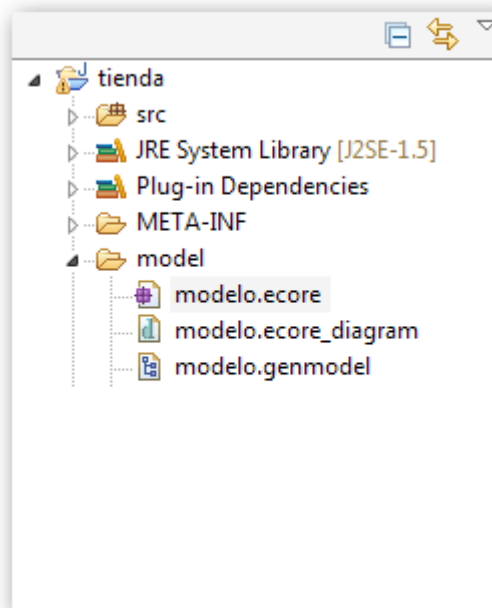 tienda
src
JRE System Library [J2SE-1.5]
Plug-in Dependencies
META-INF
model
modelo.ecore
modelo.ecore_diagram
modelo.genmodel